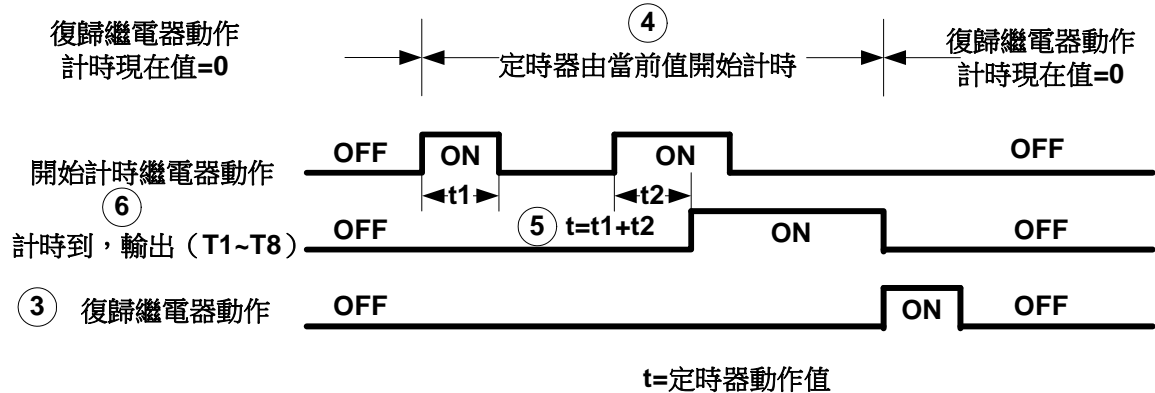 復歸繼電器動作
計時現在值=0
④
定時器由當前值開始計時
復歸繼電器動作
計時現在值=0
開始計時繼電器動作
OFF
ON
ON
OFF
t1
t2
⑥
計時到，輸出（T1~T8）
OFF
⑤ t=t1+t2
ON
OFF
③ 復歸繼電器動作
OFF
ON
OFF
t=定時器動作值